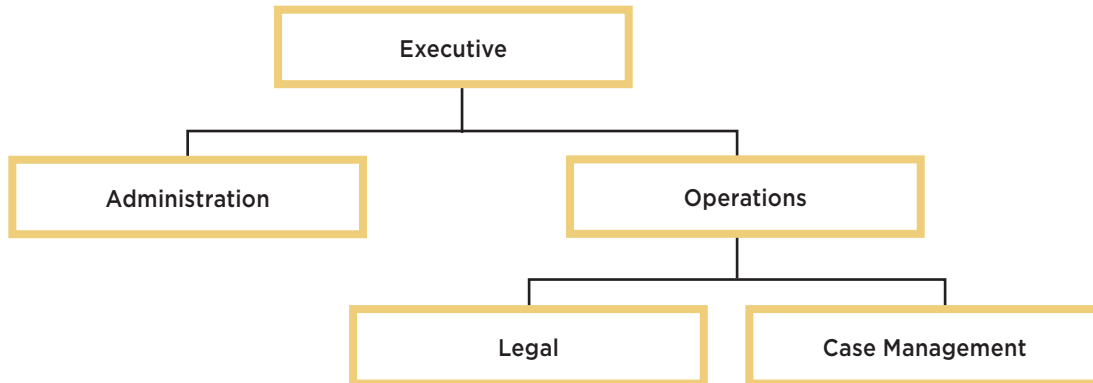 Executive
Administration
Operations
Legal
Case Management